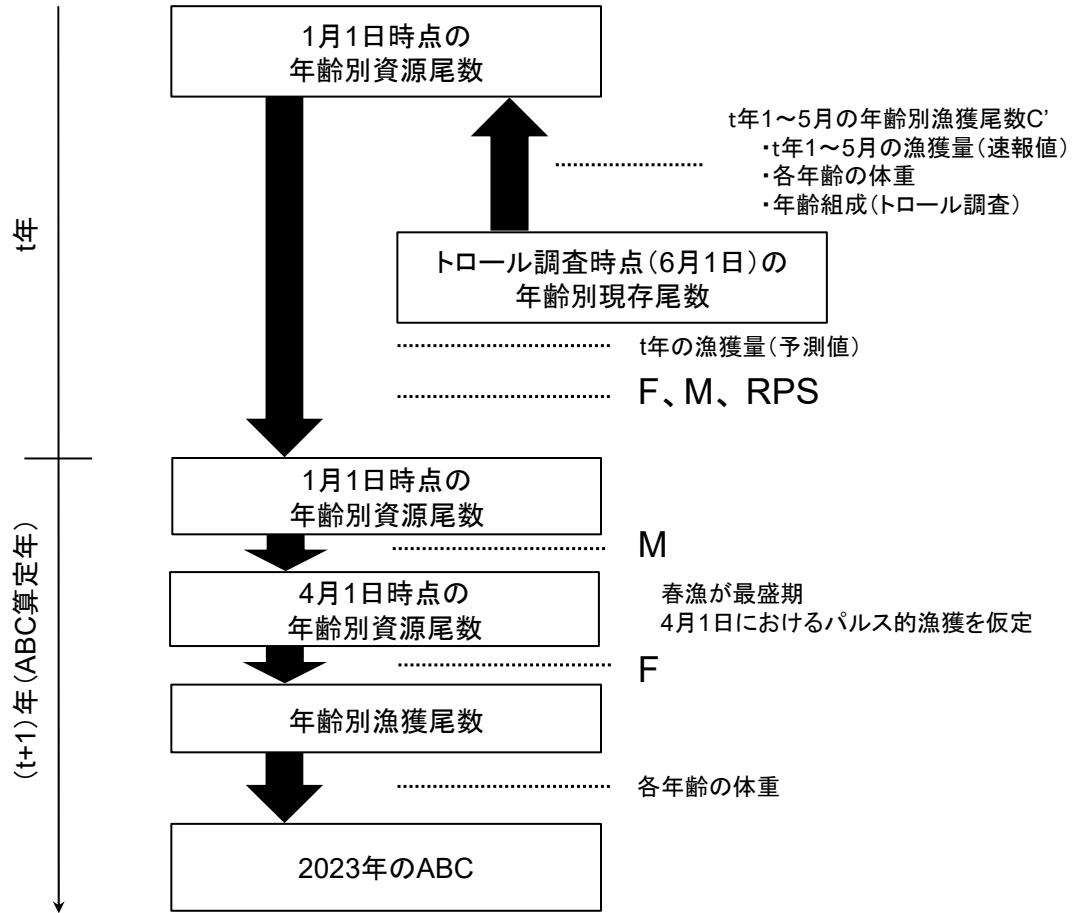 1月1日時点の
年齢別資源尾数
t年1～5月の年齢別漁獲尾数C’
・t年1～5月の漁獲量（速報値）
・各年齢の体重
・年齢組成（トロール調査）
t年
トロール調査時点（6月1日）の
年齢別現存尾数
t年の漁獲量（予測値）
F、M、RPS
1月1日時点の
年齢別資源尾数
M
(t+1)年（ABC算定年）
4月1日時点の
年齢別資源尾数
春漁が最盛期
4月1日におけるパルス的漁獲を仮定
F
年齢別漁獲尾数
各年齢の体重
2023年のABC